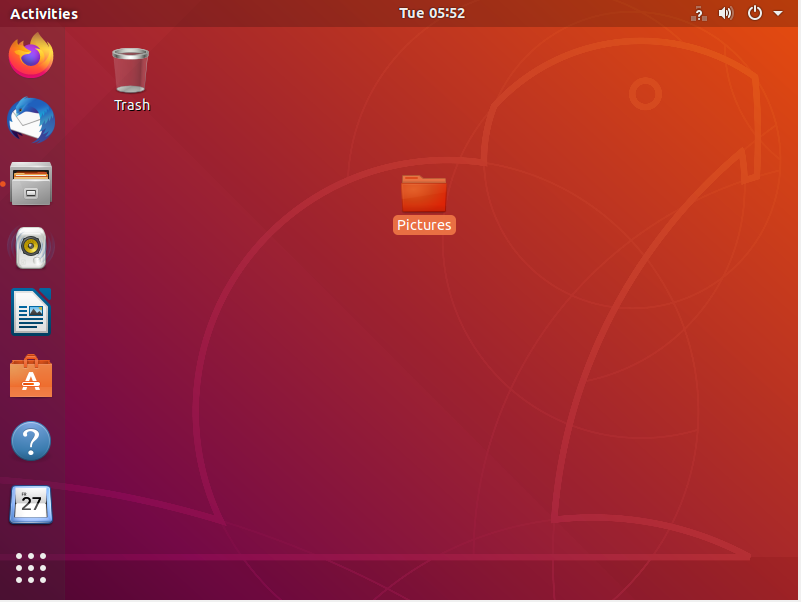 Activities
Tue 05:52
?
Trash
Pictures
A
?
27